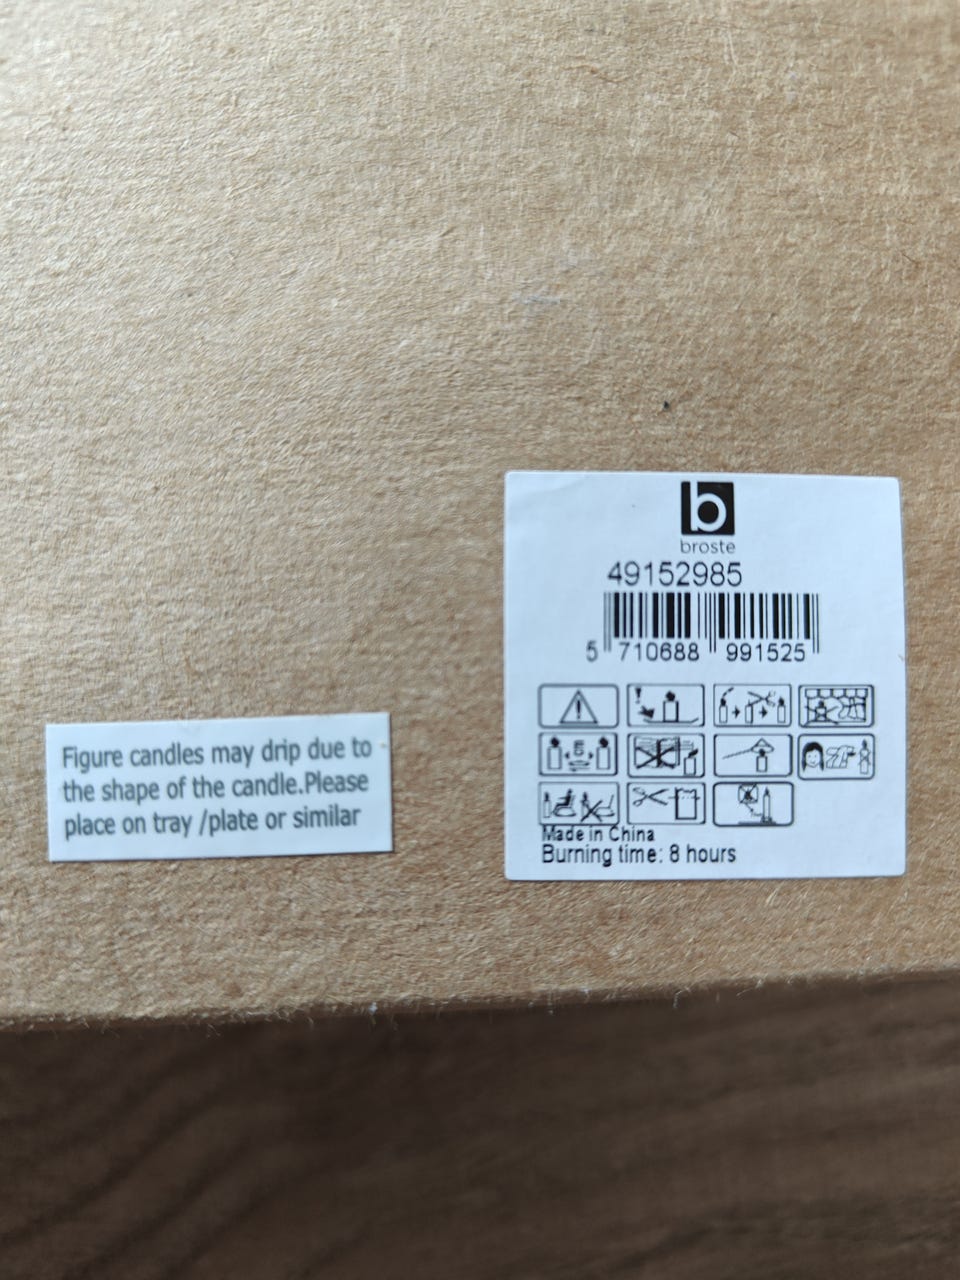 b
broste
49152985
5 710688 991525
Figure candles may drip due to
the shape of the candle.Please
place on tray /plate or similar
Made in China
Burning time: 8 hours